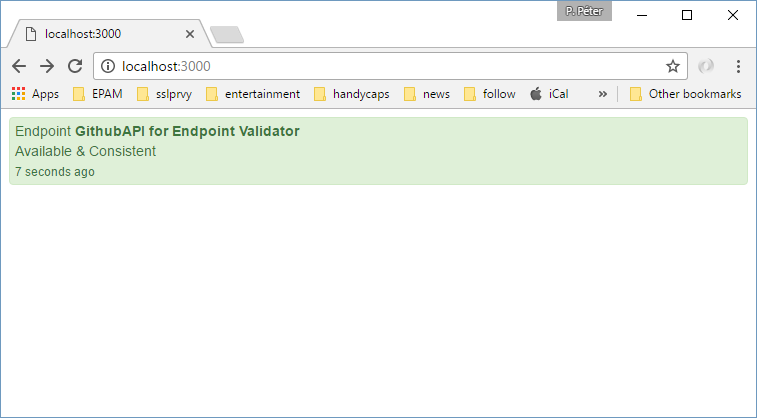 P. Péter
localhost:3000
localhost:3000
Apps EPAM sslprvy entertainment handycaps news follow iCal » Other bookmarks
Endpoint GithubAPI for Endpoint Validator
Available & Consistent
7 seconds ago